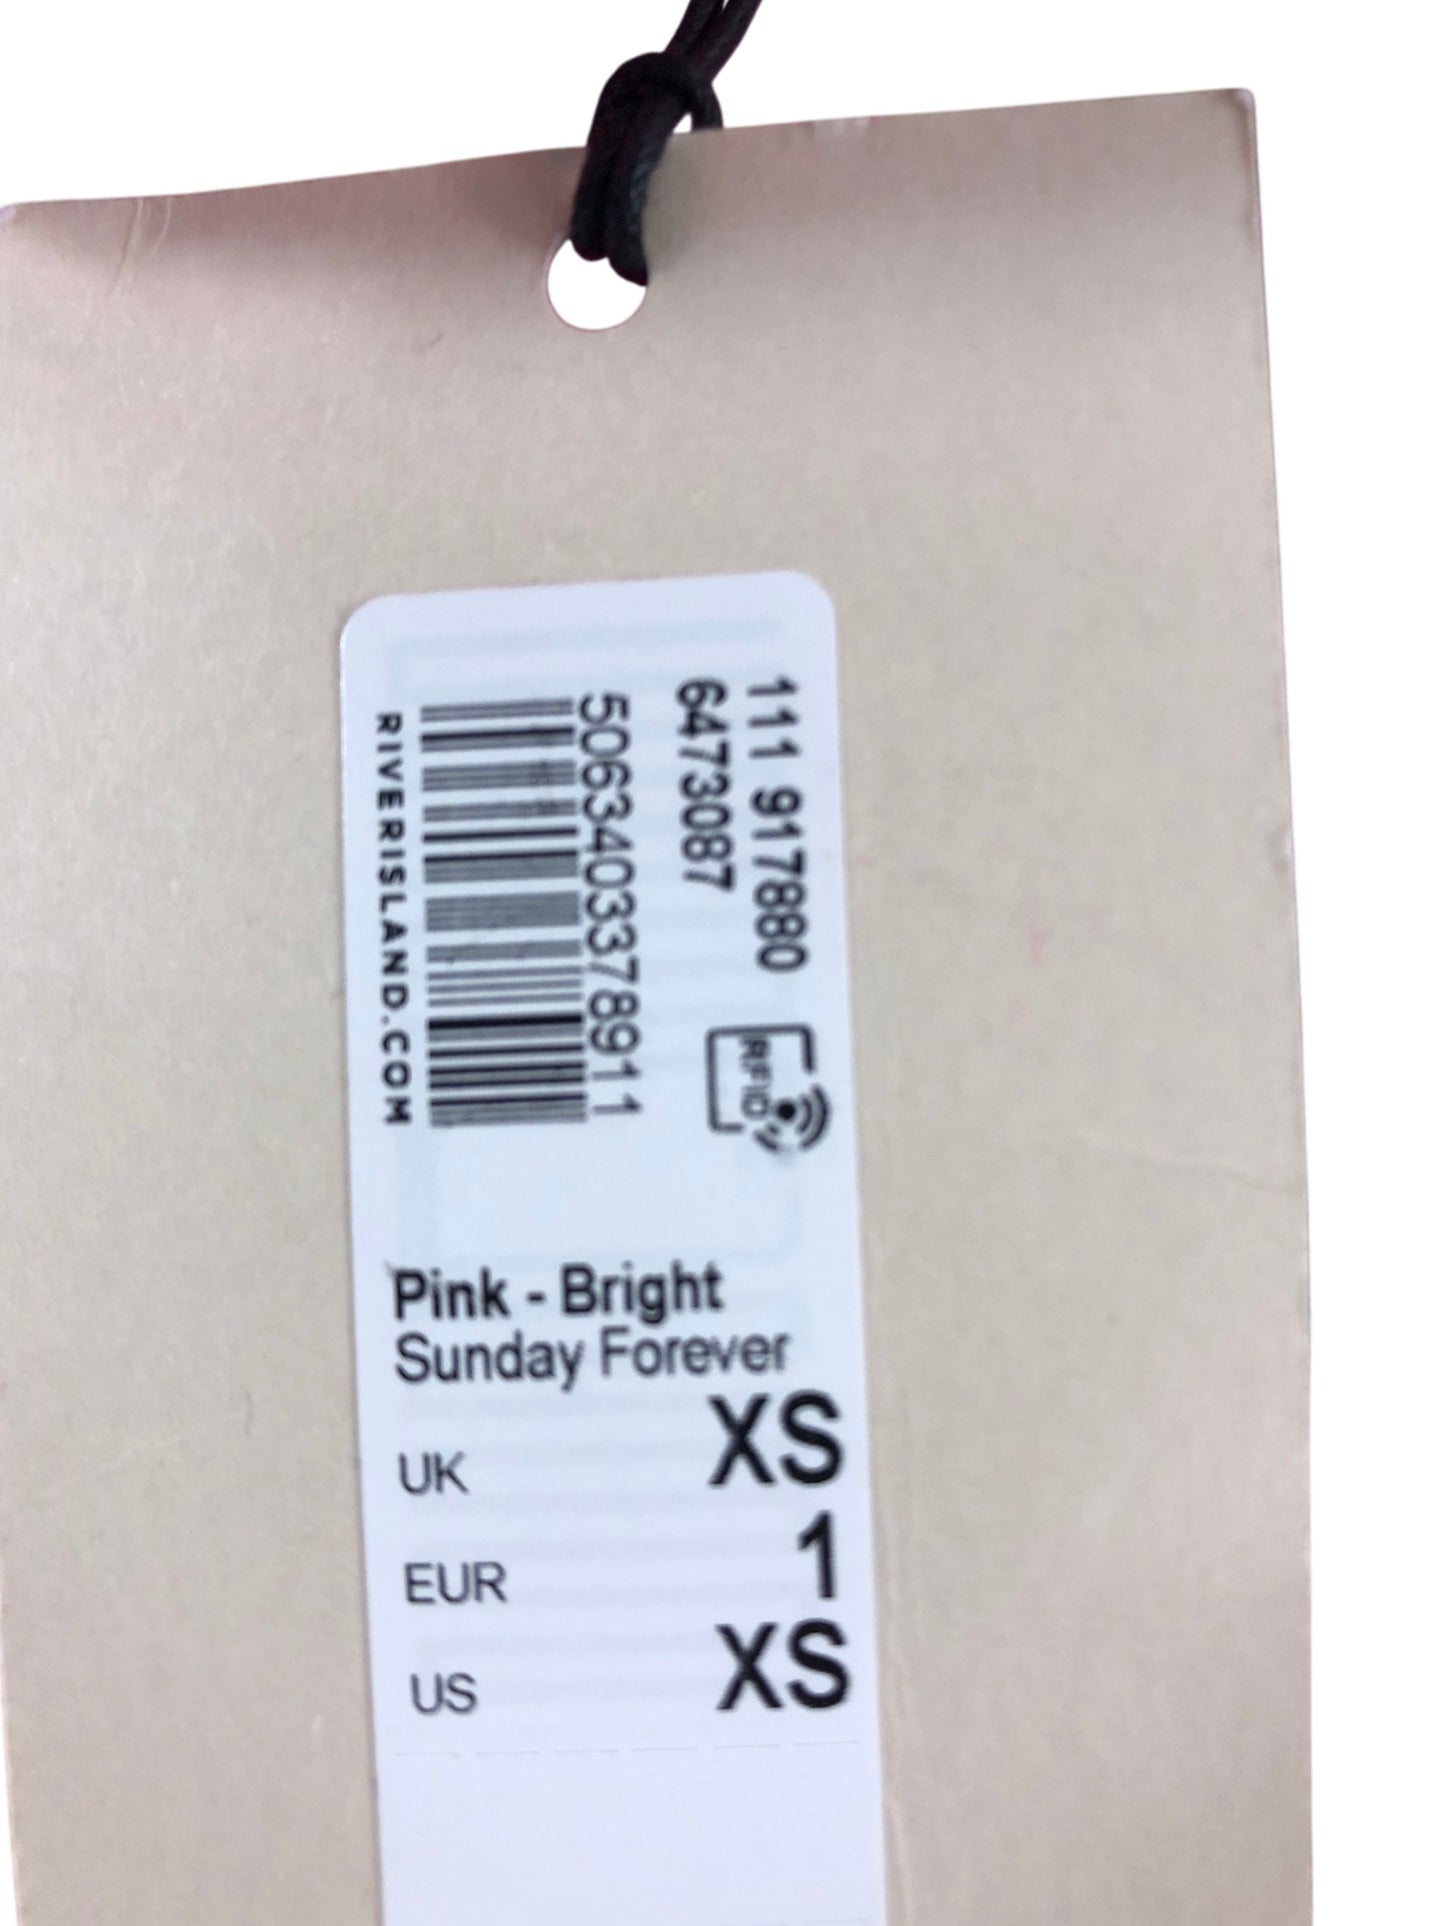 111 917880
6473087
5063403378911
RIVERISLAND.COM
RFID
Pink - Bright
Sunday Forever
UK XS
EUR 1
US XS